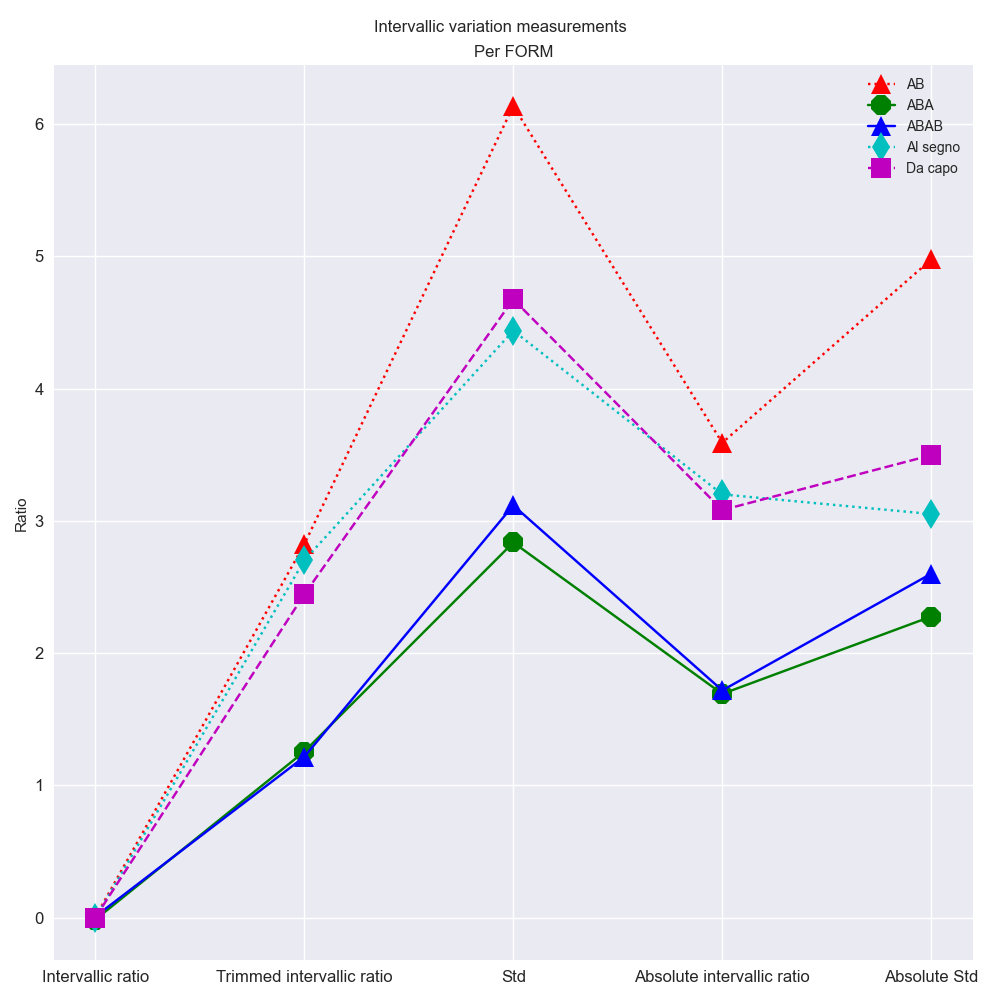 Intervallic variation measurements
Per FORM
AB
ABA
ABAB
Al segno
Da capo
Ratio
6
5
4
3
2
1
0
Intervallic ratio
Trimmed intervallic ratio
Std
Absolute intervallic ratio
Absolute Std